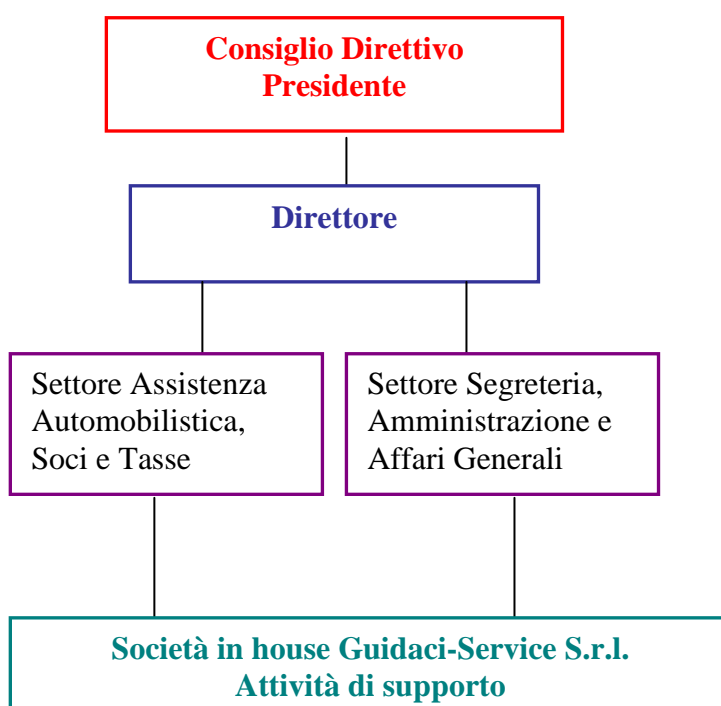 Consiglio Direttivo
Presidente
Direttore
Settore Assistenza
Automobilistica,
Soci e Tasse
Settore Segreteria,
Amministrazione e
Affari Generali
Società in house Guidaci-Service S.r.l.
Attività di supporto